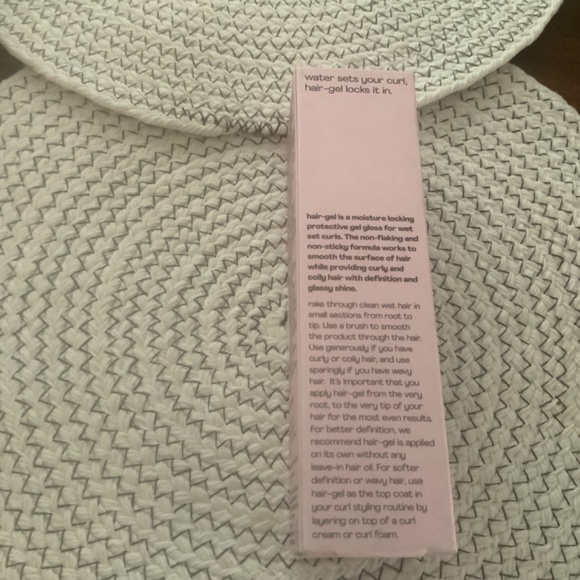 water sets your curl,
hair-gel locks it in.
hair-gel is a moisture locking
protective gel gloss for wet
set curls. The non-flaking and
non-sticky formula works to
smooth the surface of hair
while providing curly and
coily hair with definition and
glassy shine.
rake through clean wet hair in
small sections from root to
tip. Use a brush to smooth
the product through the hair.
Use generously if you have
curly or coily hair, and use
sparingly if you have wavy
hair. It's important that you
apply hair-gel from the very
root, to the very tip of your
hair for the most even results.
For better definition, we
recommend hair-gel is applied
on its own without any
leave-in hair oil. For softer
definition or wavy hair, use
hair-gel as the top coat in
your curl styling routine by
layering on top of a curl
cream or curl foam.